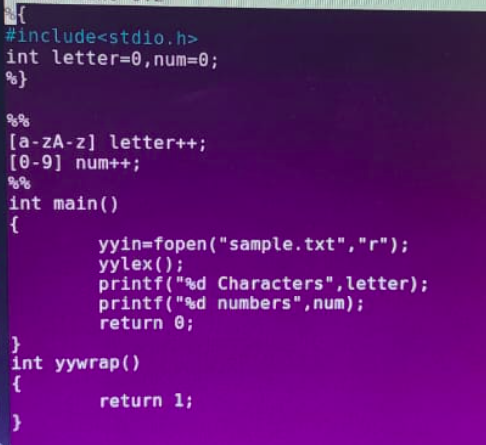 %{
#include<stdio.h>
int letter=0,num=0;
%}
%%
[a-zA-z] letter++;
[0-9] num++;
%%
int main()
{
yyin=fopen("sample.txt","r");
yylex();
printf("%d Characters",letter);
printf("%d numbers",num);
return 0;
}
int yywrap()
{
return 1;
}